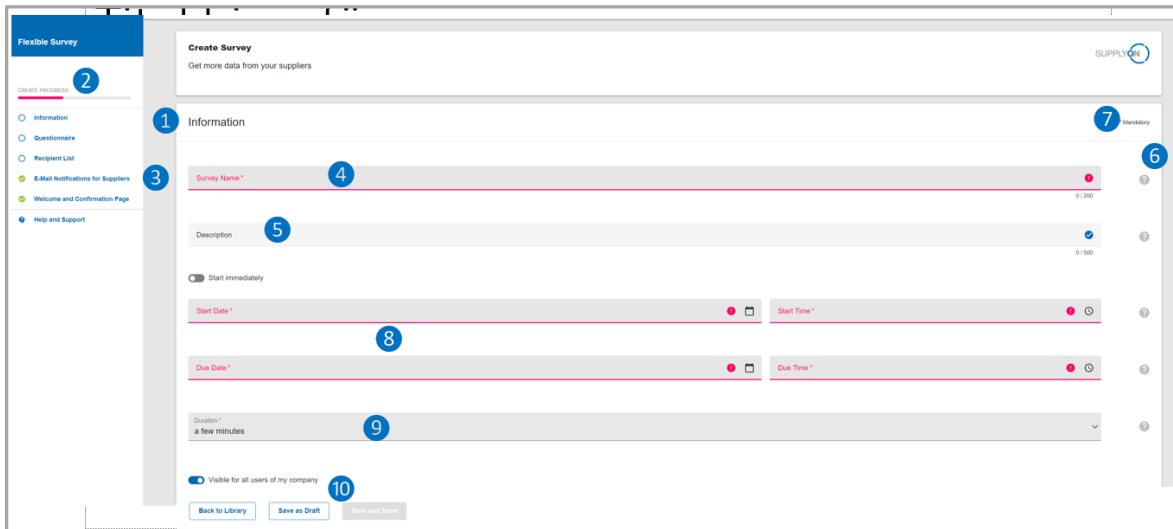 Flexible Survey
2
CREATE PROGRESS
Information
Questionnaire
Recipient List
3
E-Mail Notifications for Suppliers
Welcome and Confirmation Page
Help and Support
Create Survey
Get more data from your suppliers
SUPPLYON
1
Information
7
* Mandatory
6
Survey Name *
4
0 / 200
Description
5
0 / 500
Start immediately
Start Date *
Start Time *
8
Due Date *
Due Time *
Duration *
a few minutes
9
Visible for all users of my company
10
Back to Library
Save as Draft
Save and Send